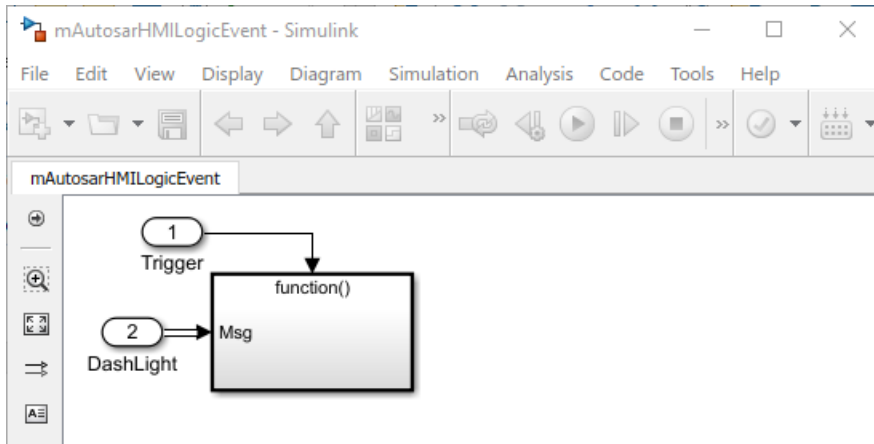 mAutosarHMILogicEvent - Simulink
File Edit View Display Diagram Simulation Analysis Code Tools Help
»
»
mAutosarHMILogicEvent
1
Trigger
function()
2
Msg
DashLight
A